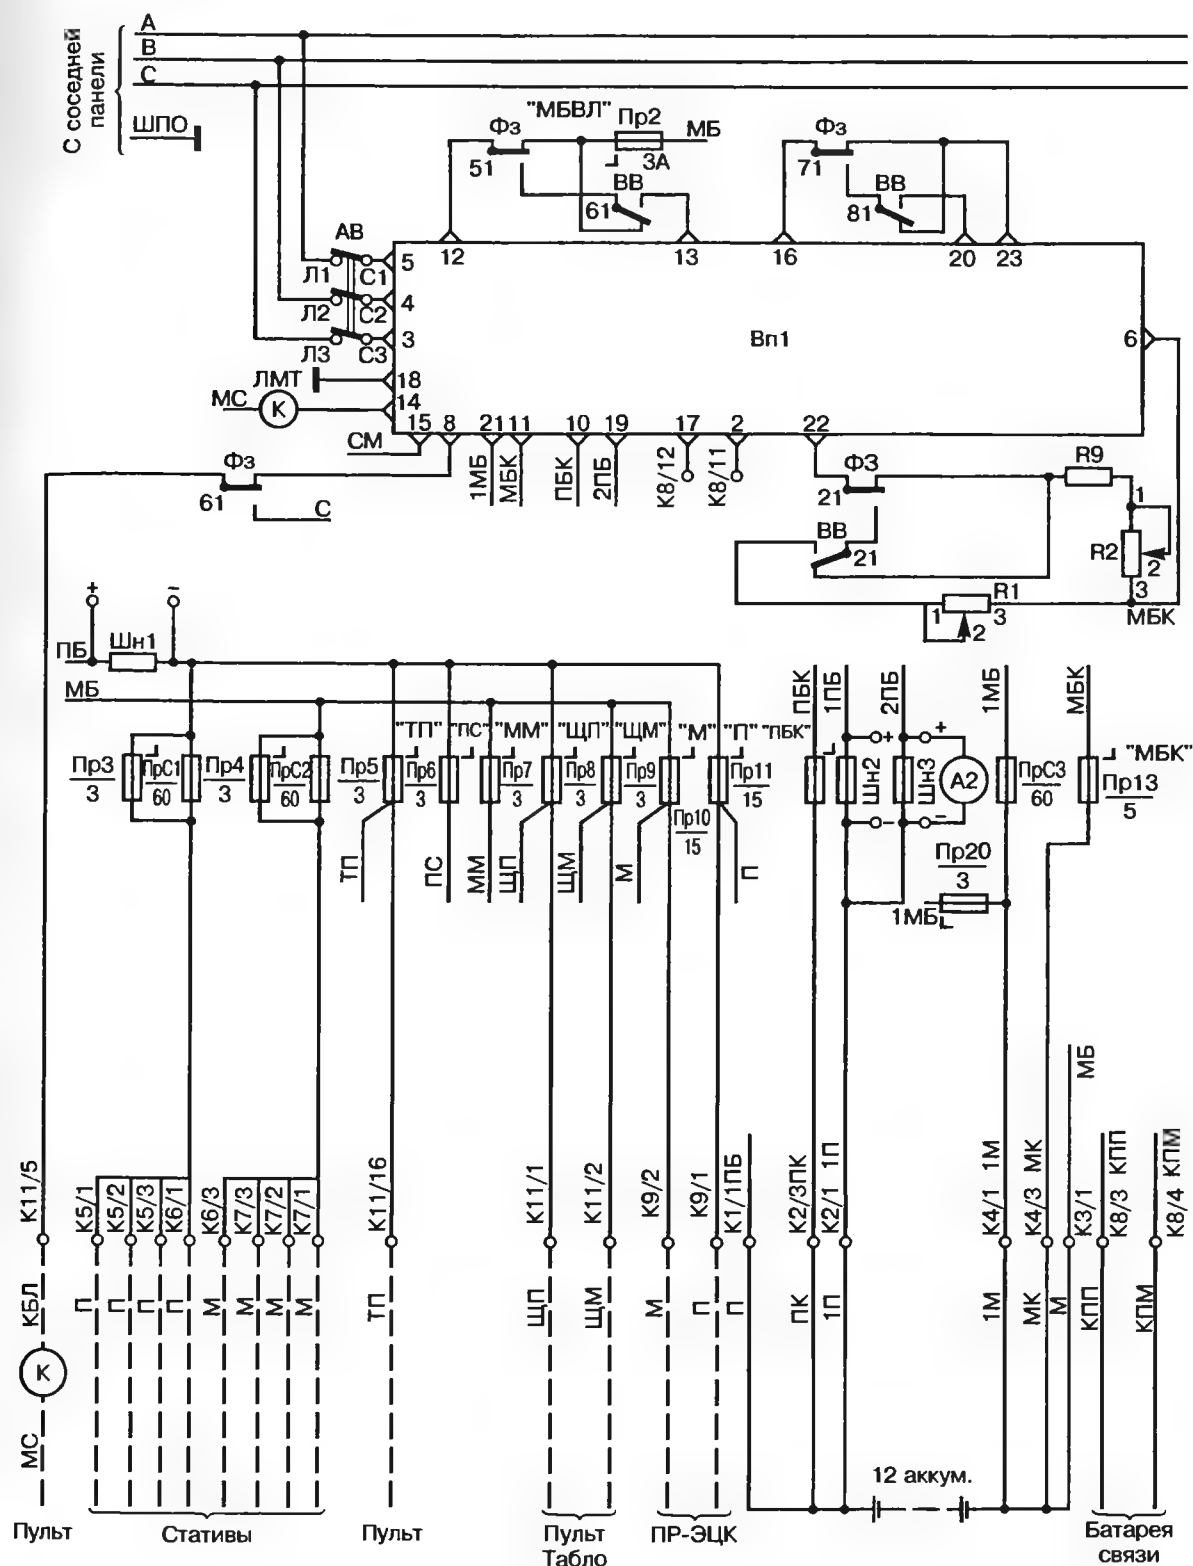 С соседней
панели
А
В
С
ШПО
"МБВЛ"
Фз
Пр2
МБ
51
3А
ВВ
61
Фз
71
ВВ
81
АВ
12
13
16
20
23
Л1
С1
5
Л2
С2
4
Л3
С3
3
Вп1
6
ЛМТ
18
МС
К
14
СМ
15
8
21
11
10
19
17
2
22
1МБ
МБК
ПБК
2ПБ
К8/12
К8/11
Фз
61
С
ФЗ
21
ВВ
21
R9
1
R2
2
3
МБК
R1
1
3
2
+
−
ПБ
Шн1
МБ
"ТП"
"ПС"
"ММ"
"ЩП"
"ЩМ"
"М"
"П"
"ПБК"
ПБК
1ПБ
2ПБ
1МБ
МБК
Пр3
3
ПрС1
60
Пр4
3
ПрС2
60
Пр5
3
Пр6
3
Пр7
3
Пр8
3
Пр9
3
Пр10
15
Пр11
15
+
+
Шн2
Шн3
А2
−
−
ПрС3
60
"МБК"
Пр13
5
Пр20
3
1МБ
ТП
ПС
ММ
ЩП
ЩМ
М
П
МБ
К11/5
К5/1
К5/2
К5/3
К6/1
К6/3
К7/3
К7/2
К7/1
К11/16
К11/1
К11/2
К9/2
К9/1
К1/1ПБ
К2/3ПК
К2/1 1П
К4/1 1М
К4/3 МК
К3/1
К8/3 КПП
К8/4 КПМ
КБЛ
П
П
П
П
М
М
М
М
ТП
ЩП
ЩМ
М
П
П
ПК
1П
1М
МК
М
КПП
КПМ
К
МС
12 аккум.
Пульт
Стативы
Пульт
Пульт
Табло
ПР-ЭЦК
Батарея
связи